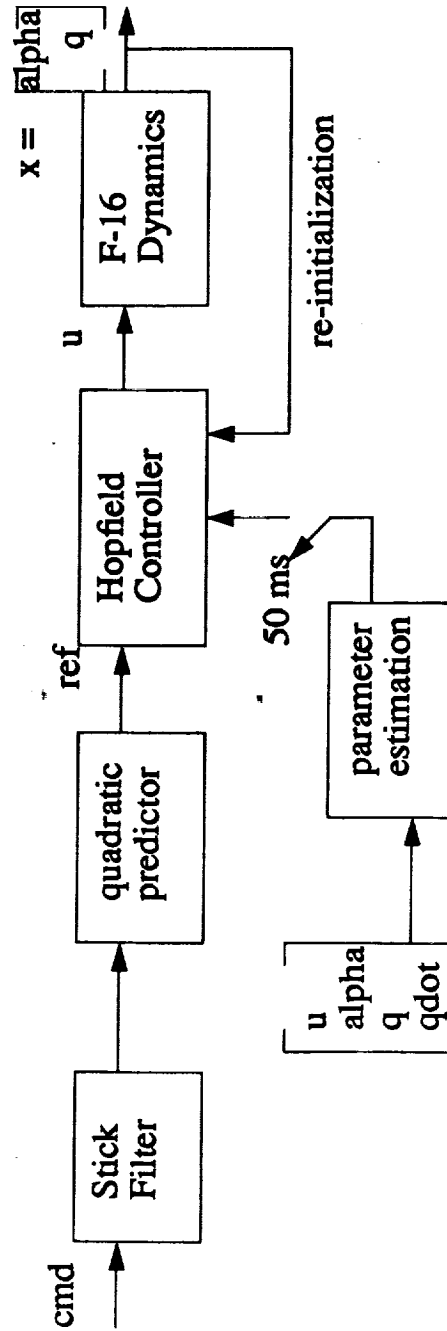 cmd
Stick
Filter
quadratic
predictor
ref
Hopfield
Controller
u
F-16
Dynamics
x =
alpha
q
re-initialization
50 ms
parameter
estimation
u
alpha
q
qdot